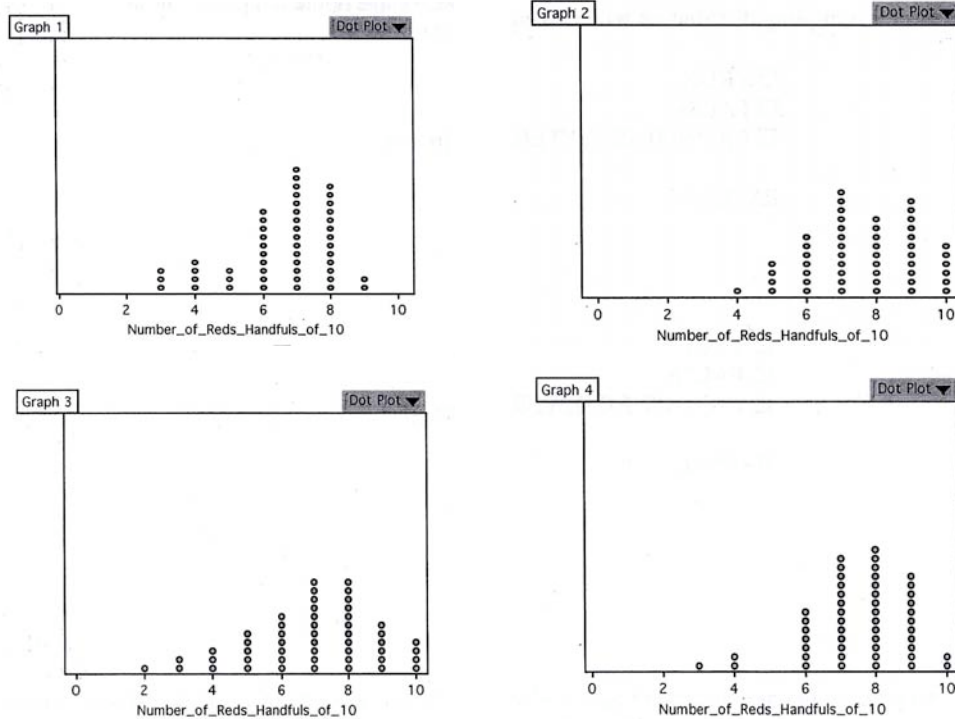 Graph 1
Dot Plot
0 2 4 6 8 10
Number_of_Reds_Handfuls_of_10
Graph 2
Dot Plot
0 2 4 6 8 10
Number_of_Reds_Handfuls_of_10
Graph 3
Dot Plot
0 2 4 6 8 10
Number_of_Reds_Handfuls_of_10
Graph 4
Dot Plot
0 2 4 6 8 10
Number_of_Reds_Handfuls_of_10